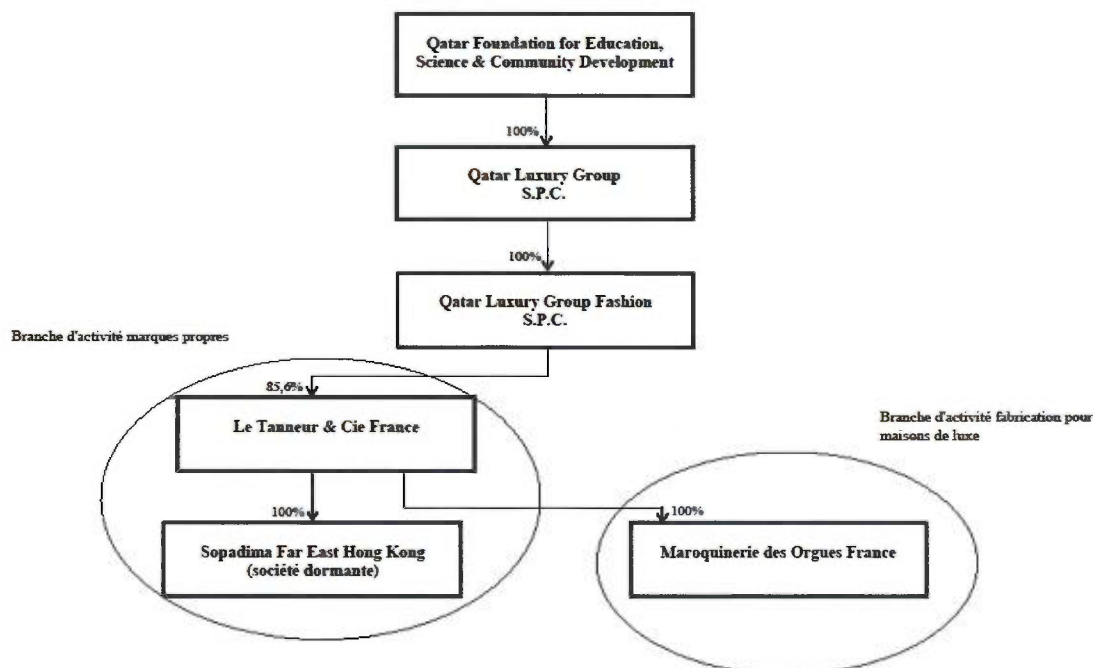 Qatar Foundation for Education,
Science & Community Development
100%
Qatar Luxury Group
S.P.C.
100%
Qatar Luxury Group Fashion
S.P.C.
Branche d'activité marques propres
85,6%
Le Tanneur & Cie France
Branche d'activité fabrication pour
maisons de luxe
100%
100%
Sopadima Far East Hong Kong
(société dormante)
Maroquinerie des Orgues France